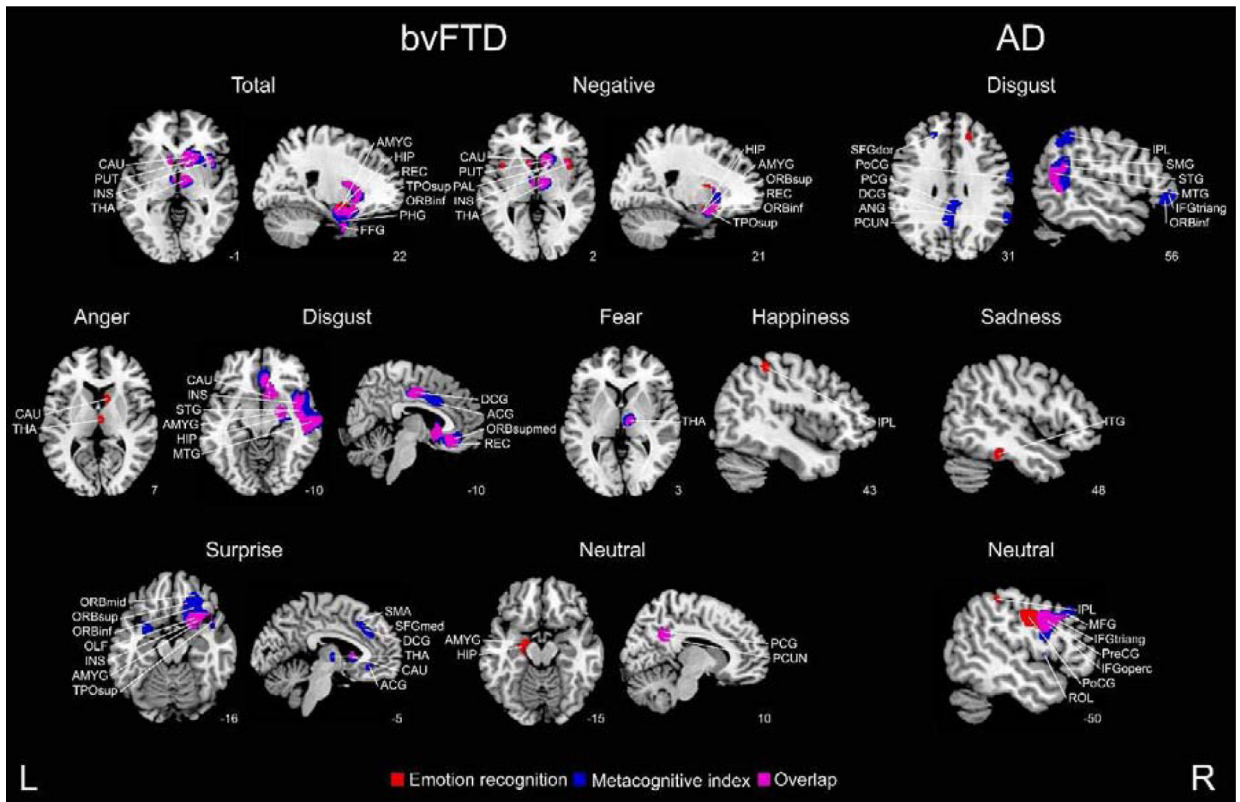 bvFTD
AD
Total
Negative
Disgust
CAU
PUT
INS
THA
-1
AMYG
HIP
REC
TPOsup
ORBinf
PHG
FFG
22
CAU
PUT
PAL
INS
THA
2
HIP
AMYG
ORBsup
REC
ORBinf
TPOsup
21
SFGdor
PoCG
PCG
DCG
ANG
PCUN
31
IPL
SMG
STG
MTG
IFGtriang
ORBinf
56
Anger
Disgust
Fear
Happiness
Sadness
CAU
THA
7
CAU
INS
STG
AMYG
HIP
MTG
-10
DCG
ACG
ORBsupmed
REC
-10
THA
3
IPL
43
ITG
48
Surprise
Neutral
Neutral
ORBmid
ORBsup
ORBinf
OLF
INS
AMYG
TPOsup
-16
SMA
SFGmed
DCG
THA
CAU
ACG
-5
AMYG
HIP
-15
PCG
PCUN
10
IPL
MFG
IFGtriang
PreCG
IFGoperc
PoCG
ROL
-50
L
Emotion recognition Metacognitive index Overlap
R